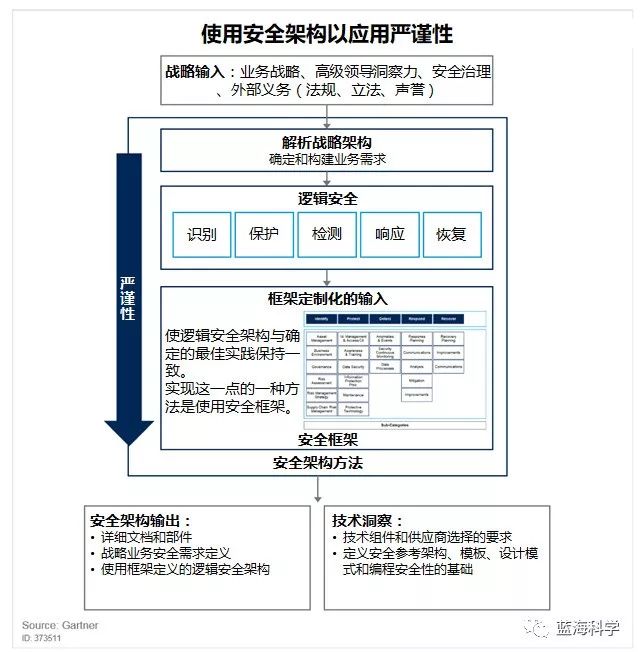 使用安全架构以应用严谨性
战略输入：业务战略、高级领导洞察力、安全治理
、外部义务（法规、立法、声誉）
解析战略架构
确定和构建业务需求
逻辑安全
识别 保护 检测 响应 恢复
严谨性
框架定制化的输入
使逻辑安全架构与确
定的最佳实践保持一
致。
实现这一点的一种方
法是使用安全框架。
Identify Protect Detect Respond Recover
Asset Management
Id. Management & Access/Ctl
Anomalies & Events
Response Planning
Recovery Planning
Business Environment
Awareness & Training
Security Continuous Monitoring
Communications
Improvements
Governance
Data Security
Data Processes
Analysis
Communications
Risk Assessment
Information Protection
Mitigation
Risk Management Strategy
Maintenance
Improvements
Supply Chain Risk Management
Protective Technology
Sub-Categories
安全框架
安全架构方法
安全架构输出：
• 详细文档和部件
• 战略业务安全需求定义
• 使用框架定义的逻辑安全架构
技术洞察：
• 技术组件和供应商选择的要求
• 定义安全参考架构、模板、设计模
式和编程安全性的基础
Source: Gartner
ID: 373511
蓝海科学